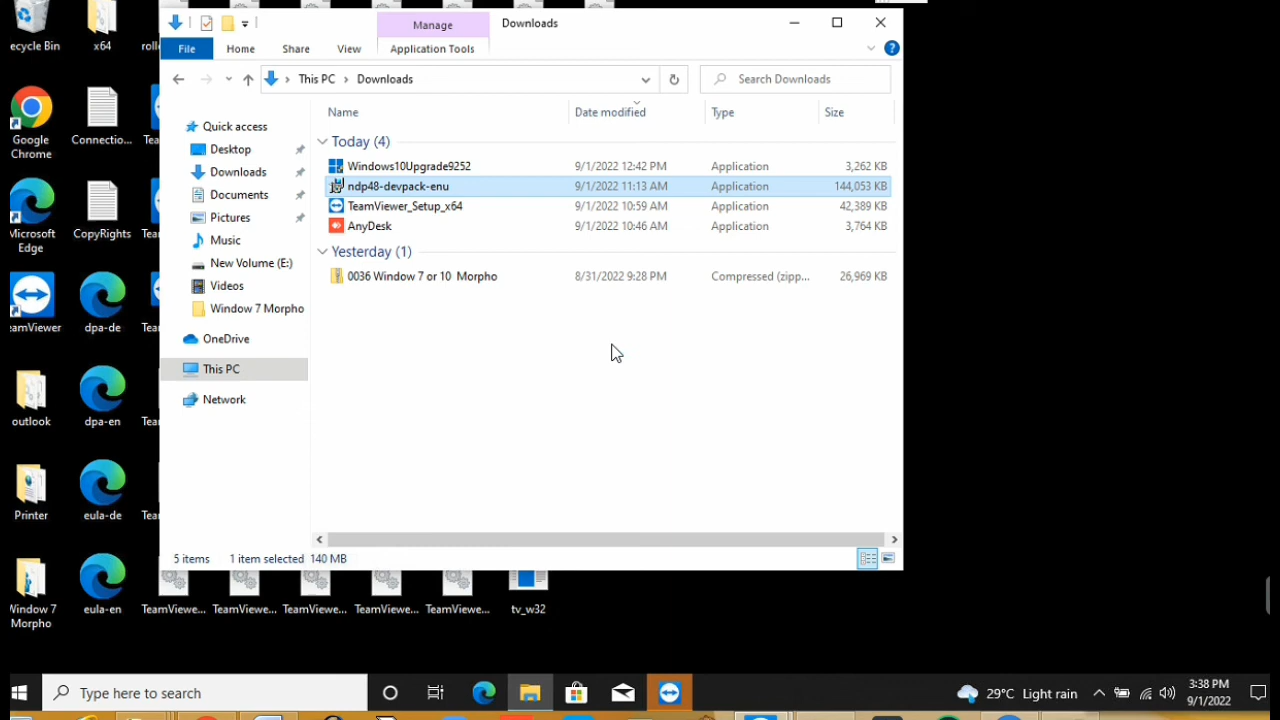 Manage
Downloads
File
Home
Share
View
Application Tools
This PC
Downloads
Search Downloads
Name
Date modified
Type
Size
Quick access
Desktop
Downloads
Documents
Pictures
Music
New Volume (E:)
Videos
Window 7 Morpho
OneDrive
This PC
Network
Today (4)
Windows10Upgrade9252 9/1/2022 12:42 PM Application 3,262 KB
ndp48-devpack-enu 9/1/2022 11:13 AM Application 144,053 KB
TeamViewer_Setup_x64 9/1/2022 10:59 AM Application 42,389 KB
AnyDesk 9/1/2022 10:46 AM Application 3,764 KB
Yesterday (1)
0036 Window 7 or 10 Morpho 8/31/2022 9:28 PM Compressed (zipp... 26,969 KB
5 items 1 item selected 140 MB
ecycle Bin
x64
rolle
Google
Chrome
Connectio...
Tea
Microsoft
Edge
CopyRights
Tea
eamViewer
dpa-de
Tea
outlook
dpa-en
Tea
Printer
eula-de
Tea
Window 7
Morpho
eula-en
TeamViewe...
TeamViewe...
TeamViewe...
TeamViewe...
TeamViewe...
tv_w32
Type here to search
29°C Light rain
3:38 PM
9/1/2022